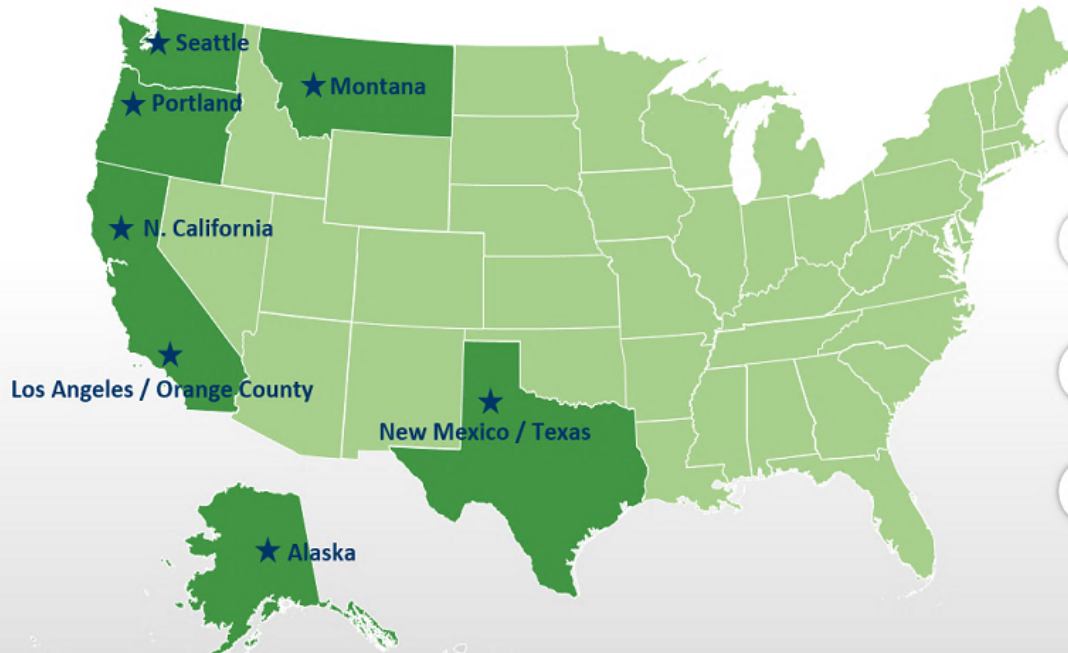 Seattle
Montana
Portland
N. California
Los Angeles / Orange County
New Mexico / Texas
Alaska